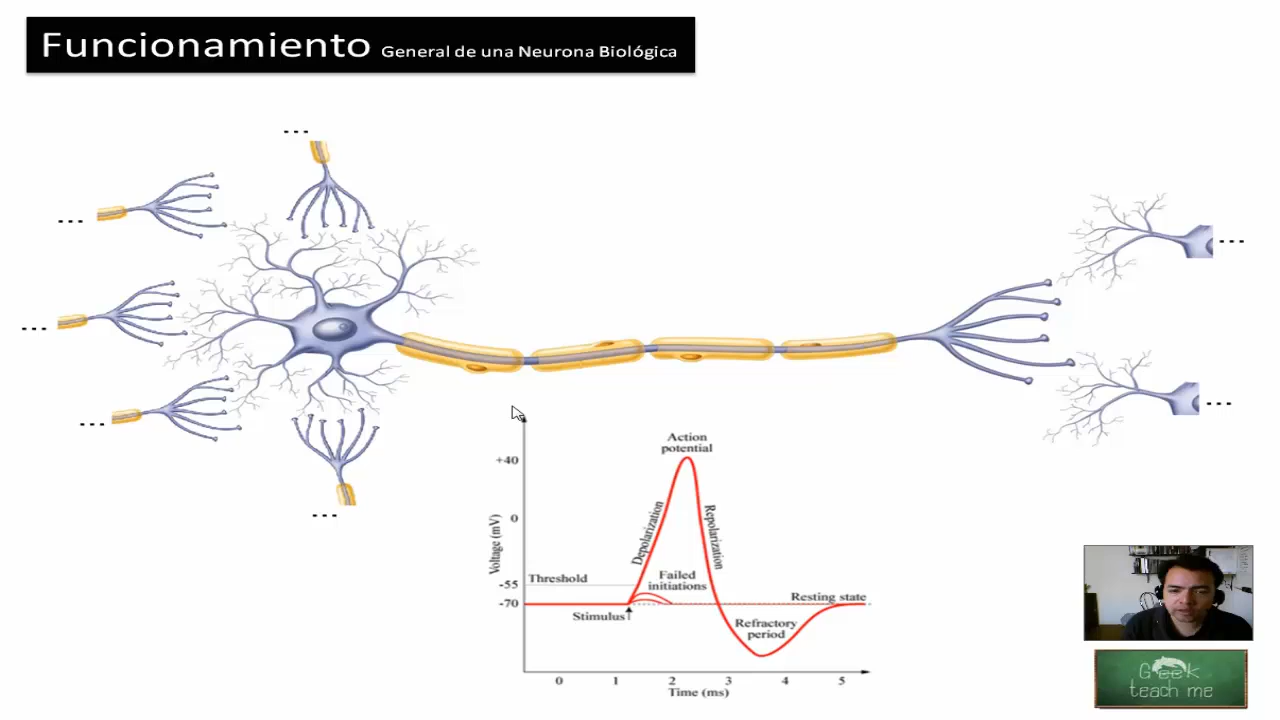 Funcionamiento General de una Neurona Biológica
...
...
...
...
...
...
...
Action
potential
+40
0
-55
-70
Voltage (mV)
Depolarization
Repolarization
Threshold
Failed
initiations
Resting state
Stimulus
Refractory
period
0 1 2 3 4 5
Time (ms)
Geek
teach me